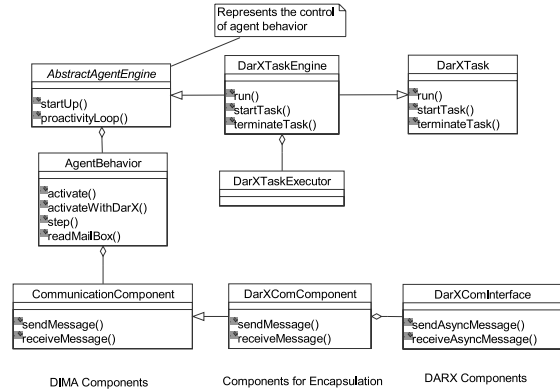 Represents the control
of agent behavior
AbstractAgentEngine
startUp()
proactivityLoop()
DarXTaskEngine
run()
startTask()
terminateTask()
DarXTask
run()
startTask()
terminateTask()
AgentBehavior
activate()
activateWithDarX()
step()
readMailBox()
DarXTaskExecutor
CommunicationComponent
sendMessage()
receiveMessage()
DarXComComponent
sendMessage()
receiveMessage()
DarXComInterface
sendAsyncMessage()
receiveAsyncMessage()
DIMA Components
Components for Encapsulation
DARX Components